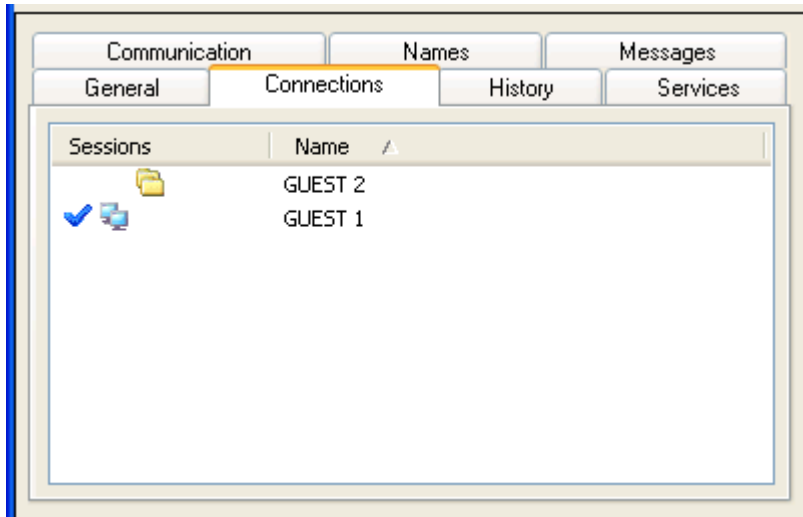 Communication Names Messages
General Connections History Services
Sessions Name
GUEST 2
GUEST 1